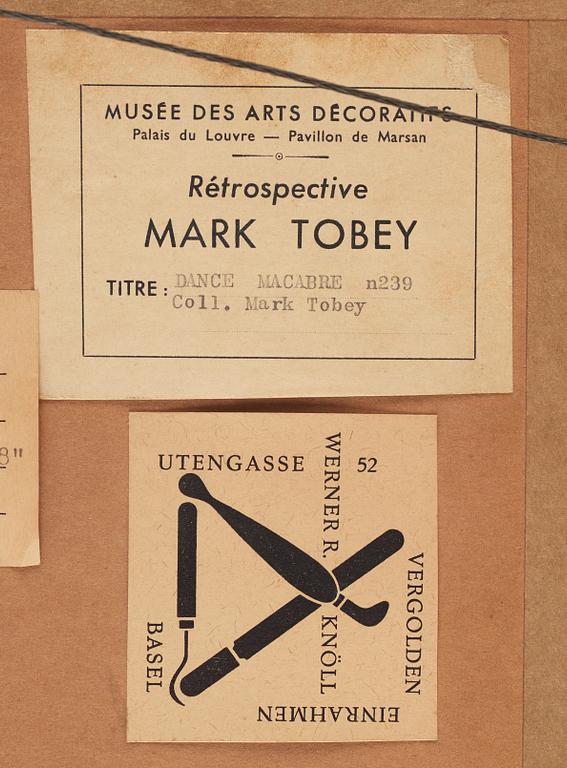 MUSÉE DES ARTS DÉCORATIFS
Palais du Louvre — Pavillon de Marsan
Rétrospective
MARK TOBEY
TITRE: DANCE MACABRE n239
Coll. Mark Tobey
8"
UTENGASSE 52
WERNER R. KNÖLL
VERGOLDEN
EINRAHMEN
BASEL